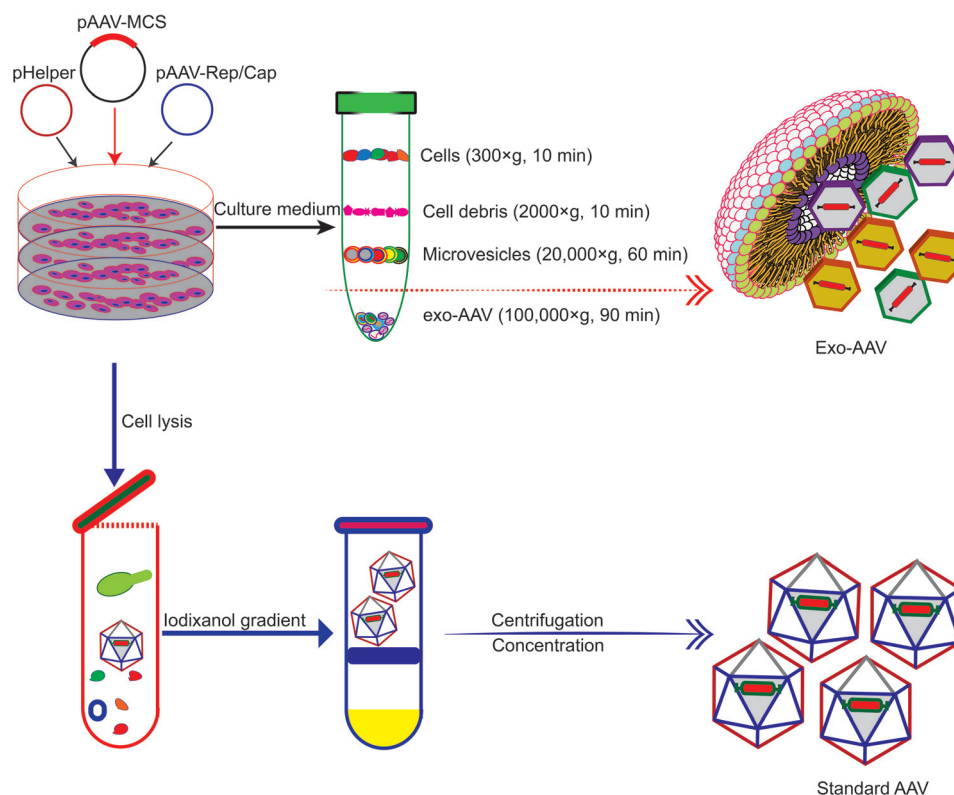 pAAV-MCS
pHelper
pAAV-Rep/Cap
Culture medium
Cells (300×g, 10 min)
Cell debris (2000×g, 10 min)
Microvesicles (20,000×g, 60 min)
exo-AAV (100,000×g, 90 min)
Exo-AAV
Cell lysis
Iodixanol gradient
Centrifugation
Concentration
Standard AAV